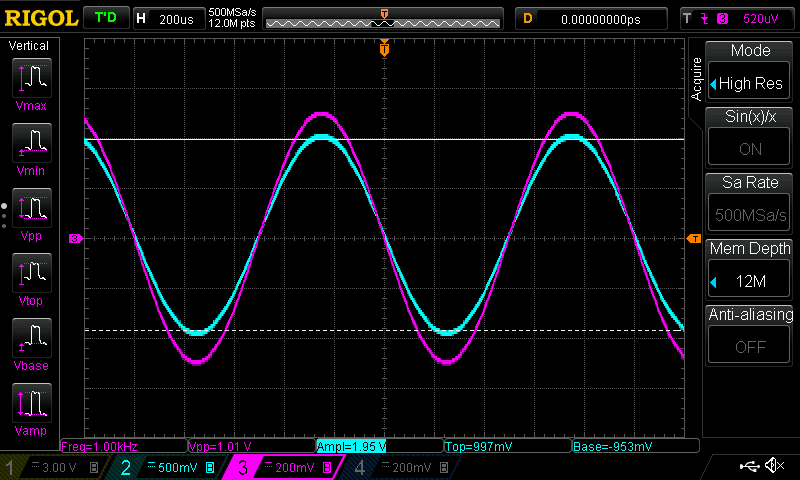 RIGOL T'D H 200us 500MSa/s 12.0M pts T D 0.00000000ps T 3 520uV
Vertical
Vmax
Vmin
Vpp
Vtop
Vbase
Vamp
T
3
T
Acquire
Mode
High Res
Sin(x)/x
ON
Sa Rate
500MSa/s
Mem Depth
12M
Anti-aliasing
OFF
Freq=1.00kHz Vpp=1.01 V Ampl=1.95 V Top=997mV Base=-953mV
1 3.00 V B 2 500mV B 3 200mV B 4 200mV B